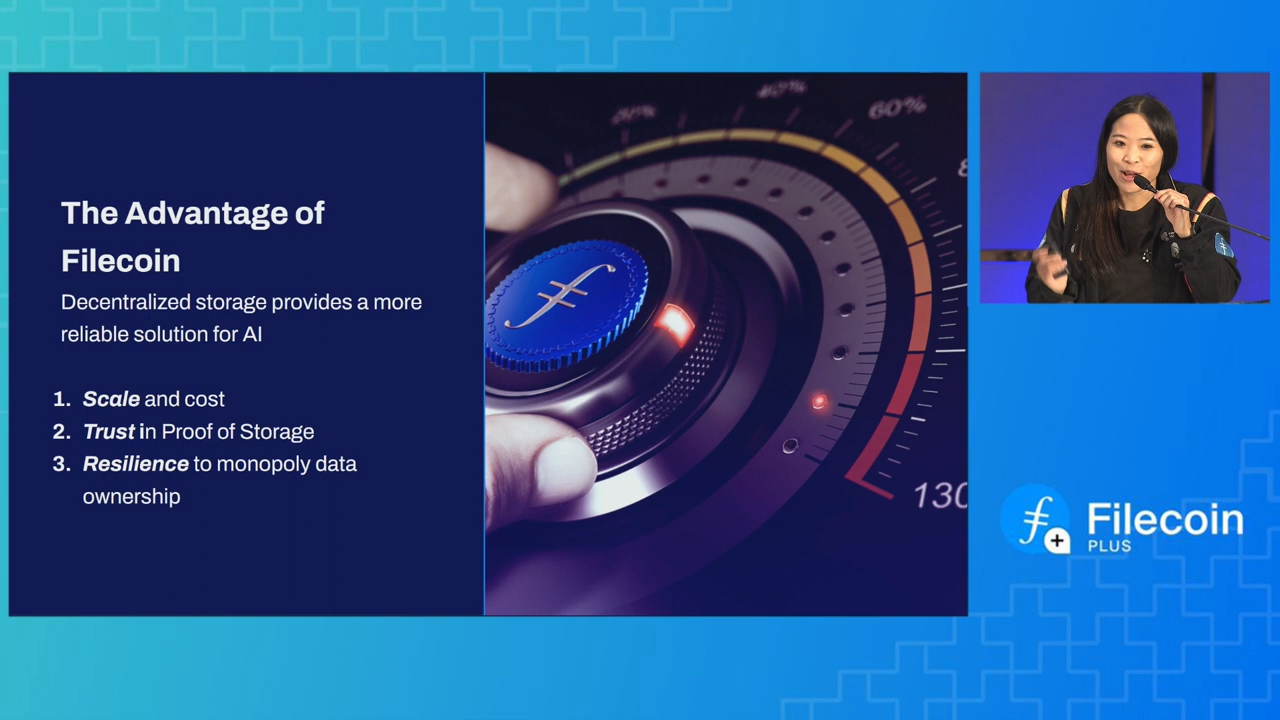 The Advantage of
Filecoin
Decentralized storage provides a more
reliable solution for AI
1. Scale and cost
2. Trust in Proof of Storage
3. Resilience to monopoly data
ownership
40%
60%
130
Filecoin
PLUS